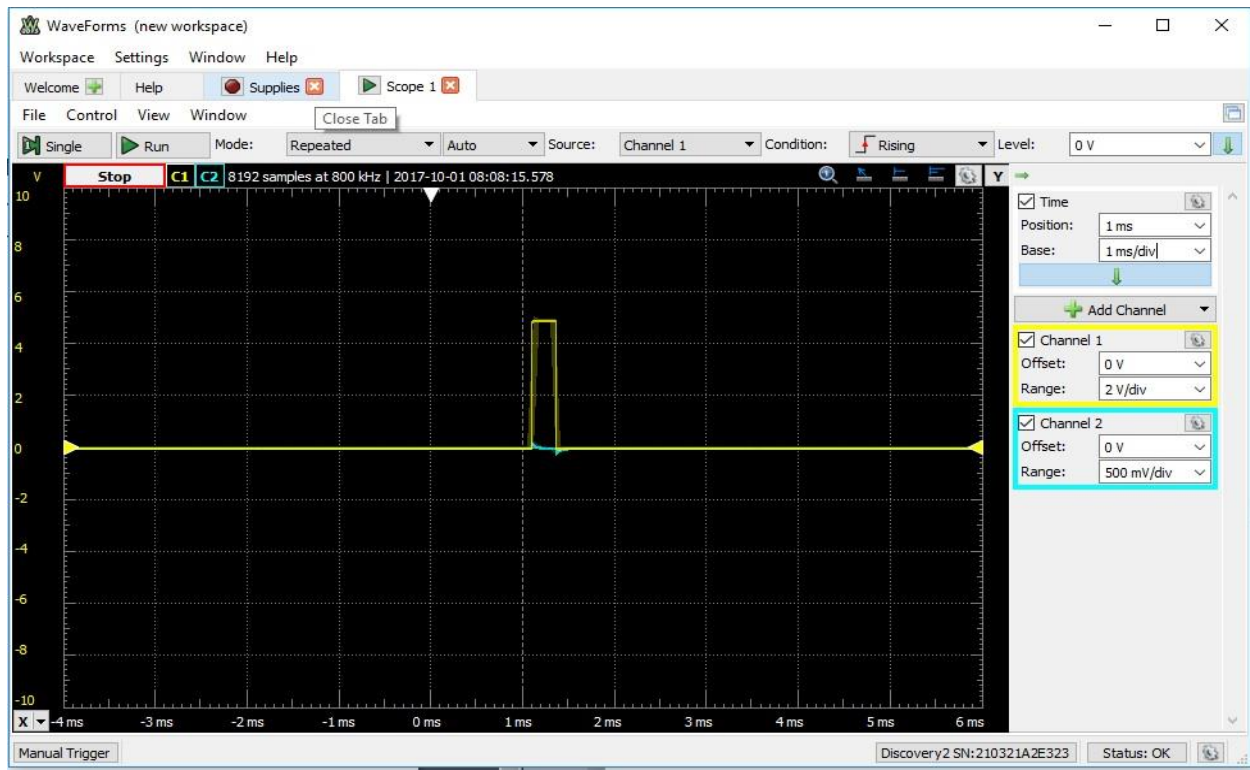 WaveForms (new workspace)
Workspace Settings Window Help
Welcome Help Supplies Scope 1
File Control View Window
Close Tab
Single Run Mode: Repeated Auto Source: Channel 1 Condition: Rising Level: 0 V
V Stop C1 C2 8192 samples at 800 kHz | 2017-10-01 08:08:15.578 Y
10
8
6
4
2
0
-2
-4
-6
-8
-10
X -4 ms -3 ms -2 ms -1 ms 0 ms 1 ms 2 ms 3 ms 4 ms 5 ms 6 ms
Time
Position: 1 ms
Base: 1 ms/div
Add Channel
Channel 1
Offset: 0 V
Range: 2 V/div
Channel 2
Offset: 0 V
Range: 500 mV/div
Manual Trigger Discovery2 SN:210321A2E323 Status: OK